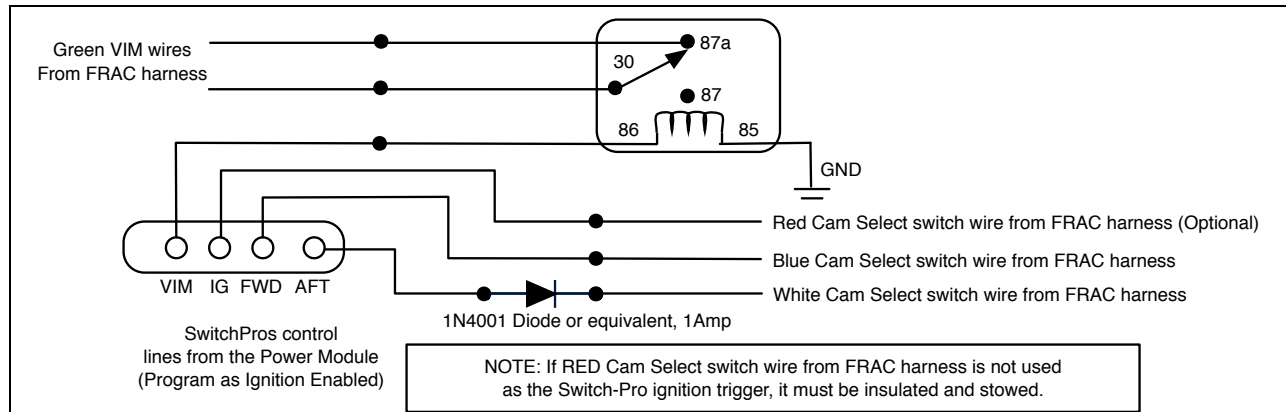 Green VIM wires
From FRAC harness
87a
30
87
86
85
GND
Red Cam Select switch wire from FRAC harness (Optional)
Blue Cam Select switch wire from FRAC harness
White Cam Select switch wire from FRAC harness
VIM IG FWD AFT
1N4001 Diode or equivalent, 1Amp
SwitchPros control
lines from the Power Module
(Program as Ignition Enabled)
NOTE: If RED Cam Select switch wire from FRAC harness is not used
as the Switch-Pro ignition trigger, it must be insulated and stowed.